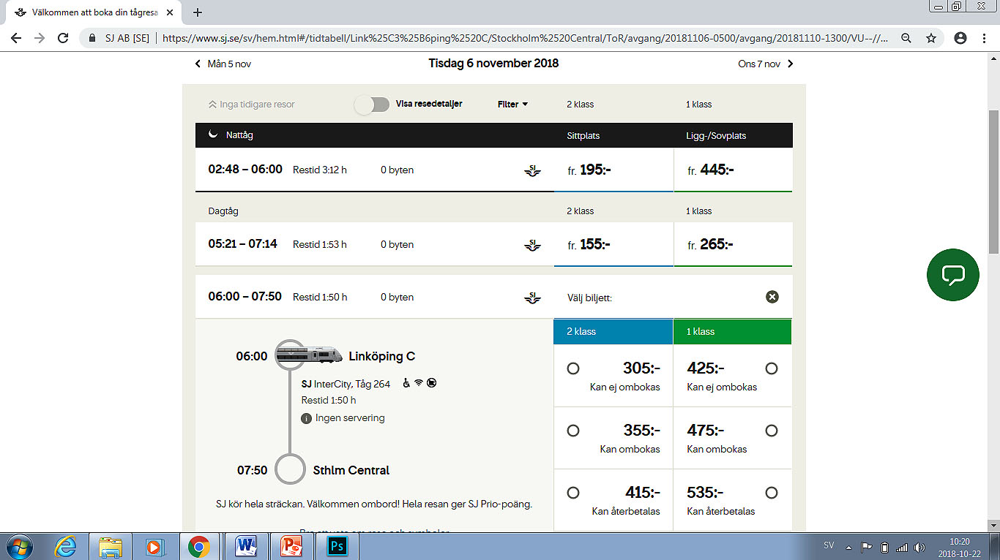 Välkommen att boka din tågresa
SJ AB [SE] https://www.sj.se/sv/hem.html#/tidtabell/Link%25C3%25B6ping%2520C/Stockholm%2520Central/ToR/avgang/20181106-0500/avgang/20181110-1300/VU--//...
Mån 5 nov Tisdag 6 november 2018 Ons 7 nov
Inga tidigare resor Visa resedetaljer Filter 2 klass 1 klass
Nattåg Sittplats Ligg-/Sovplats
02:48 – 06:00 Restid 3:12 h 0 byten SJ fr. 195:- fr. 445:-
Dagtåg 2 klass 1 klass
05:21 – 07:14 Restid 1:53 h 0 byten SJ fr. 155:- fr. 265:-
06:00 – 07:50 Restid 1:50 h 0 byten SJ Välj biljett:
2 klass 1 klass
06:00 Linköping C
SJ InterCity, Tåg 264
Restid 1:50 h
Ingen servering
07:50 Sthlm Central
SJ kör hela sträckan. Välkommen ombord! Hela resan ger SJ Prio-poäng.
305:- 425:-
Kan ej ombokas Kan ej ombokas
355:- 475:-
Kan ombokas Kan ombokas
415:- 535:-
Kan återbetalas Kan återbetalas
SV 10:20
2018-10-22
W P Ps